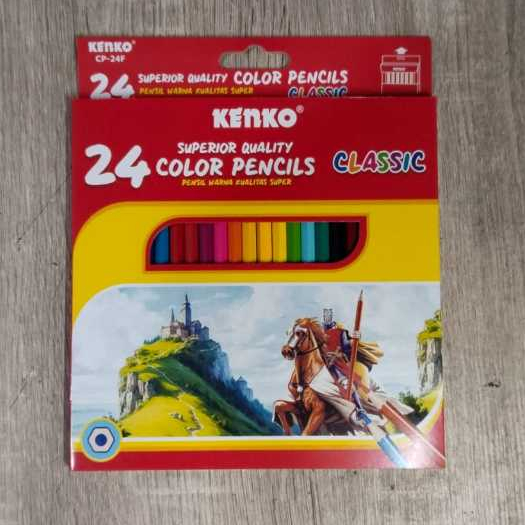 KENKO
CP-24F
24 SUPERIOR QUALITY COLOR PENCILS
PENSIL WARNA KUALITAS SUPER
CLASSIC
KENKO®
24
SUPERIOR QUALITY
COLOR PENCILS
PENSIL WARNA KUALITAS SUPER
CLASSIC